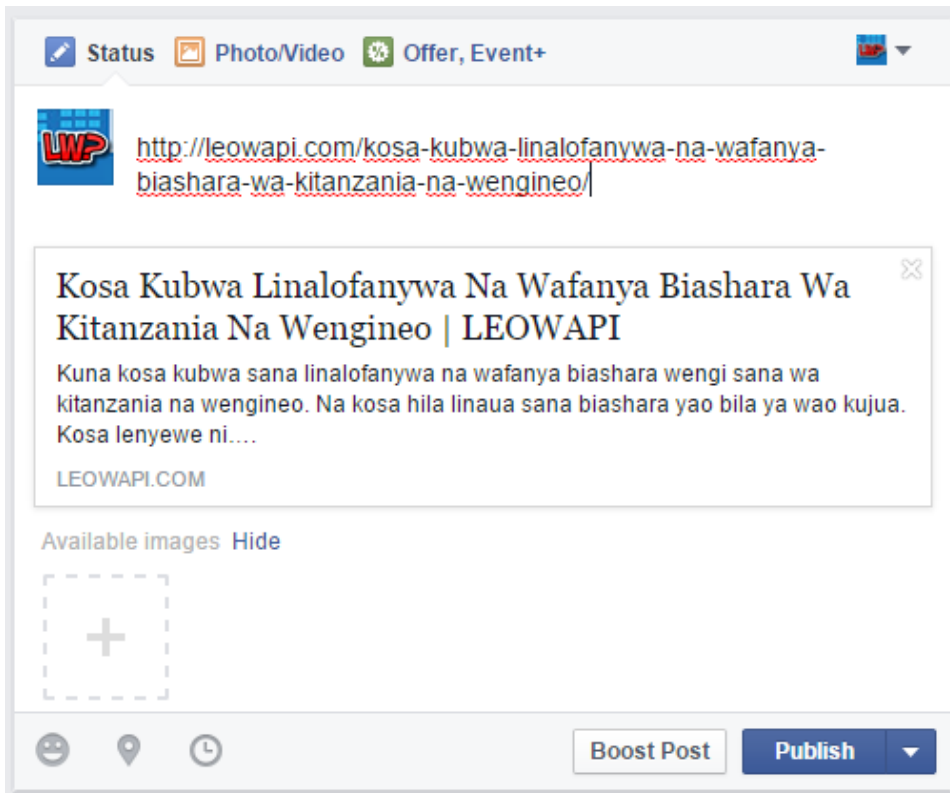 Status Photo/Video Offer, Event+
LWP
LWP
http://leowapi.com/kosa-kubwa-linalofanywa-na-wafanya-
biashara-wa-kitanzania-na-wengineo/
Kosa Kubwa Linalofanywa Na Wafanya Biashara Wa
Kitanzania Na Wengineo | LEOWAPI
Kuna kosa kubwa sana linalofanywa na wafanya biashara wengi sana wa
kitanzania na wengineo. Na kosa hila linaua sana biashara yao bila ya wao kujua.
Kosa lenyewe ni....
LEOWAPI.COM
Available images Hide
Boost Post Publish